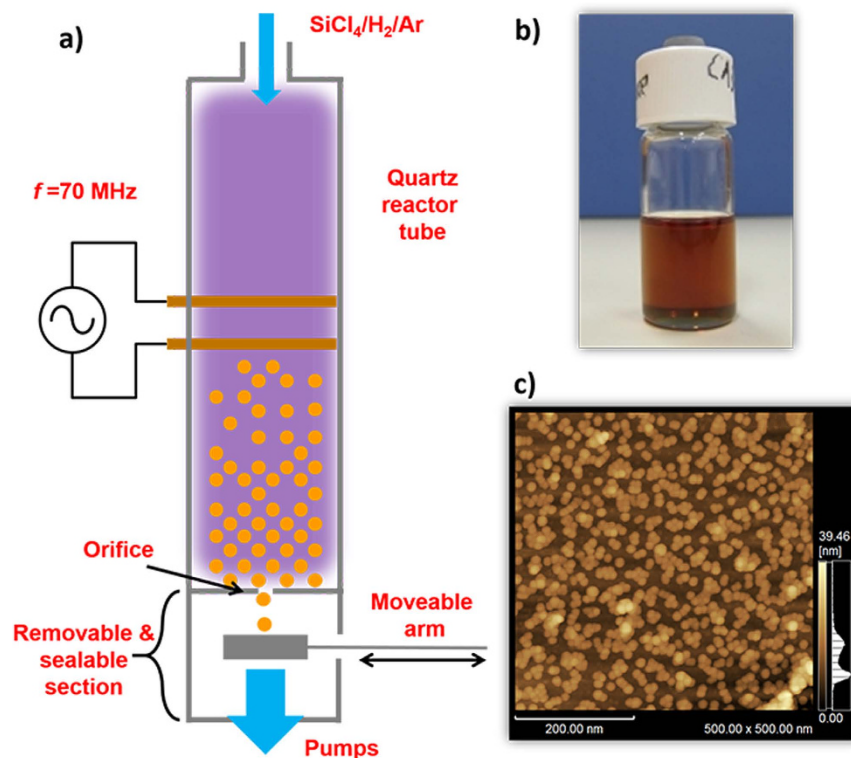 a)
SiCl4/H2/Ar
f =70 MHz
Quartz
reactor
tube
Orifice
Removable &
sealable
section
Moveable
arm
Pumps
b)
c)
39.46
[nm]
0.00
200.00 nm
500.00 x 500.00 nm